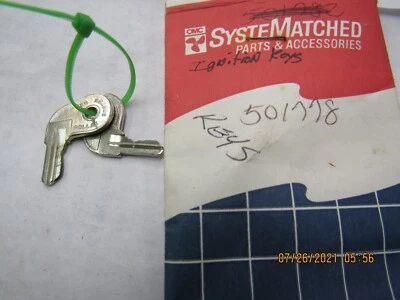 OMC
SYSTEMATCHED
PARTS & ACCESSORIES
Ignition Keys
501778
KEYS
07/26/2021 05:56